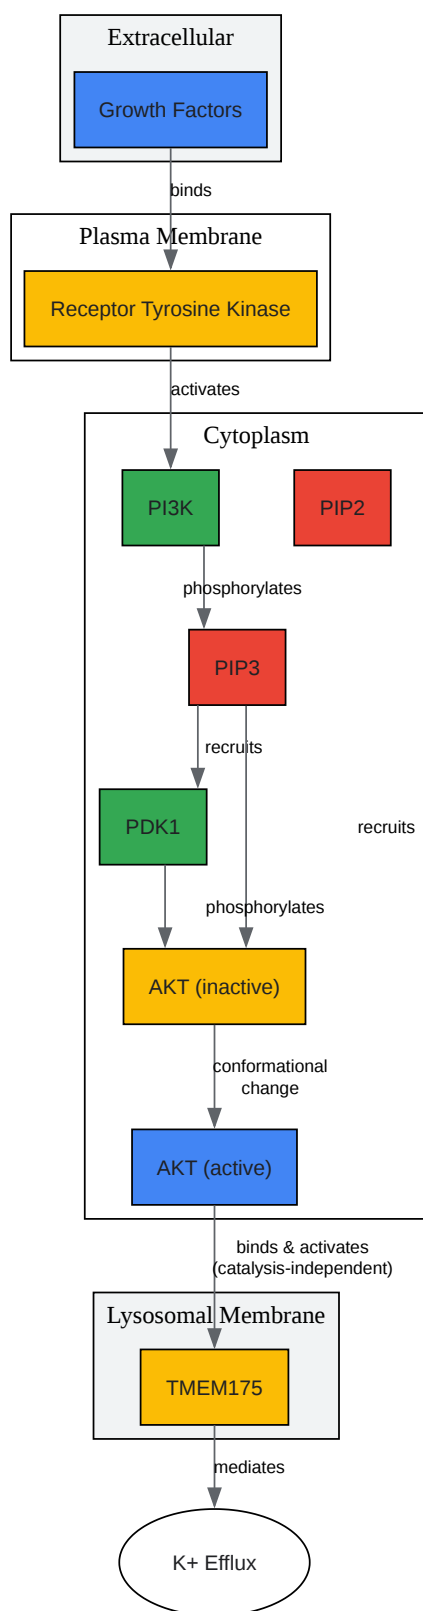 Extracellular
Growth Factors
binds
Plasma Membrane
Receptor Tyrosine Kinase
activates
Cytoplasm
PI3K
PIP2
phosphorylates
PIP3
recruits
PDK1
recruits
phosphorylates
AKT (inactive)
conformational
change
AKT (active)
binds & activates
(catalysis-independent)
Lysosomal Membrane
TMEM175
mediates
K+ Efflux